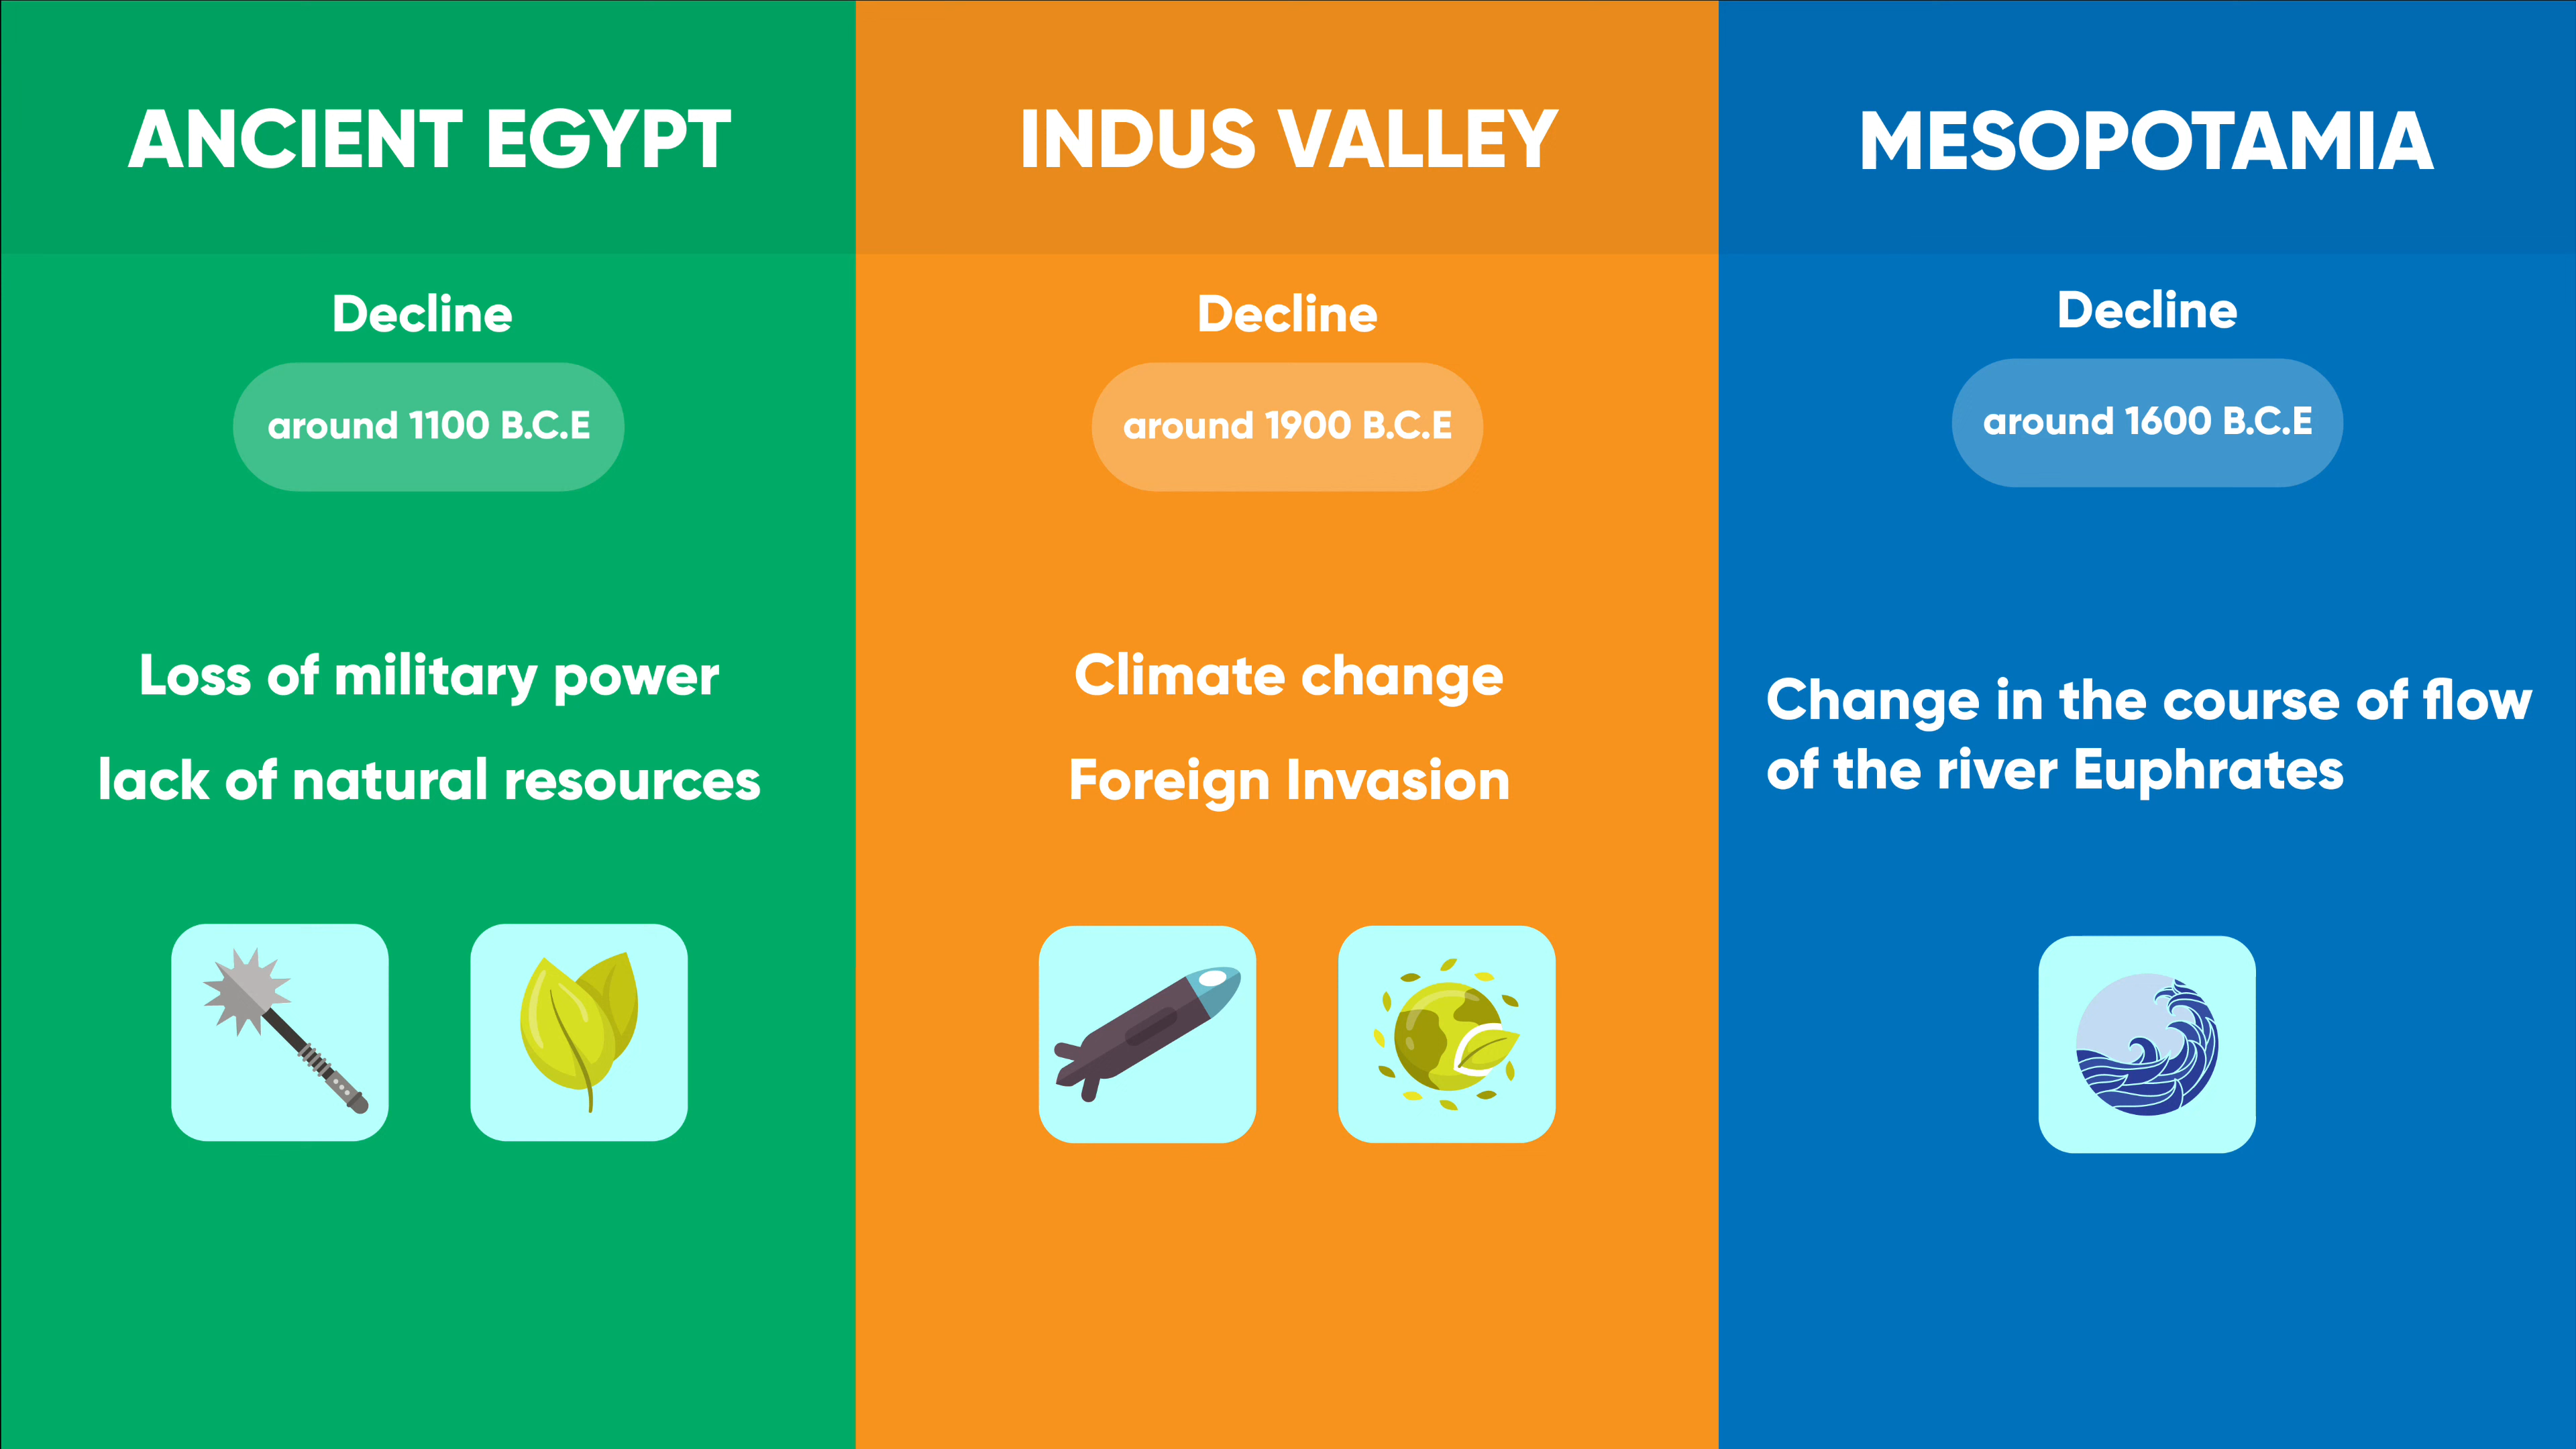 ANCIENT EGYPT
Decline
around 1100 B.C.E
Loss of military power
lack of natural resources
INDUS VALLEY
Decline
around 1900 B.C.E
Climate change
Foreign Invasion
MESOPOTAMIA
Decline
around 1600 B.C.E
Change in the course of flow
of the river Euphrates